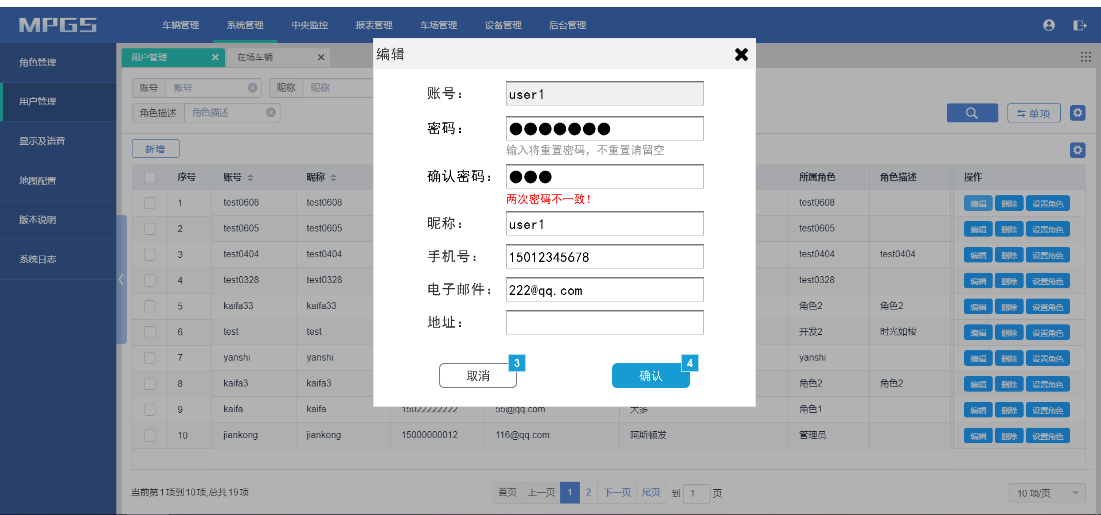 MPGS
车辆管理 系统管理 中央监控 报表管理 车场管理 设备管理 后台管理
角色管理
用户管理
显示及语音
地图配置
版本说明
系统日志
用户管理 在场车辆
账号 账号 昵称 昵称
角色描述 角色描述
单项
新增
序号 账号 昵称 所属角色 角色描述 操作
1 test0608 test0608 test0608 编辑 删除 设置角色
2 test0605 test0605 test0605 编辑 删除 设置角色
3 test0404 test0404 test0404 test0404 编辑 删除 设置角色
4 test0328 test0328 test0328 编辑 删除 设置角色
5 kaifa33 kaifa33 角色2 角色2 编辑 删除 设置角色
6 test test 开发2 时光如梭 编辑 删除 设置角色
7 yanshi yanshi yanshi 编辑 删除 设置角色
8 kaifa3 kaifa3 角色2 角色2 编辑 删除 设置角色
9 kaifa kaifa 15022222222 55@qq.com 大多 角色1 编辑 删除 设置角色
10 jiankong jiankong 15000000012 116@qq.com 阿斯顿发 管理员 编辑 删除 设置角色
当前第1项到10项,总共19项 首页 上一页 1 2 下一页 尾页 到 1 页 10 项/页
编辑
账号： user1
密码： ●●●●●●●
输入将重置密码，不重置请留空
确认密码： ●●●
两次密码不一致!
昵称： user1
手机号： 15012345678
电子邮件： 222@qq.com
地址：
取消 3 确认 4